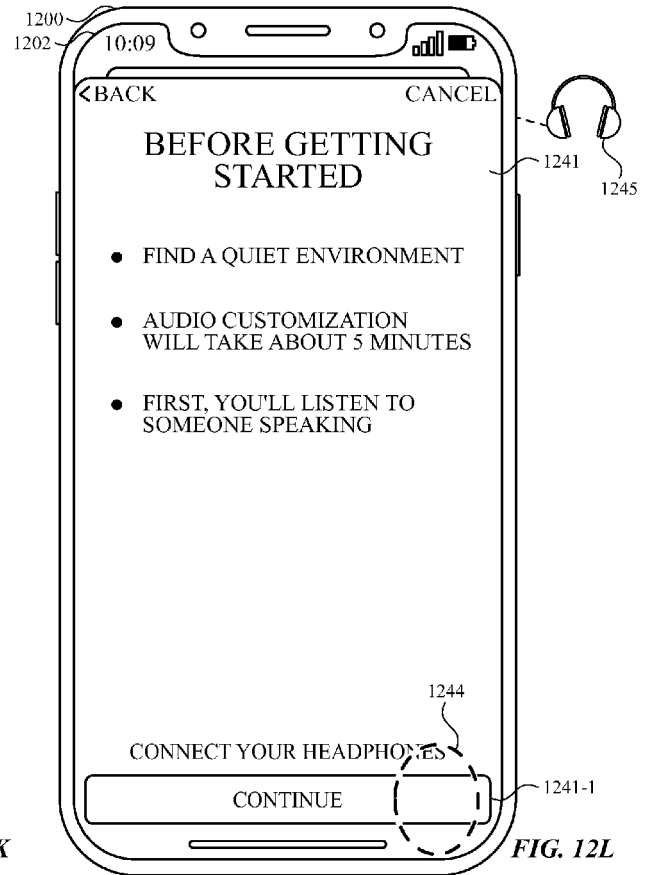 1200
1202
10:09
<BACK
CANCEL
BEFORE GETTING
STARTED
1241
1245
• FIND A QUIET ENVIRONMENT
• AUDIO CUSTOMIZATION
WILL TAKE ABOUT 5 MINUTES
• FIRST, YOU'LL LISTEN TO
SOMEONE SPEAKING
1244
CONNECT YOUR HEADPHONES
CONTINUE
1241-1
K
FIG. 12L